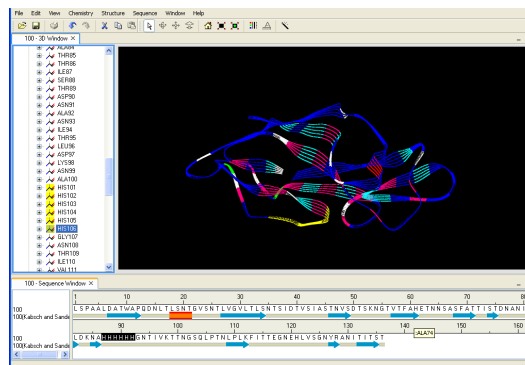 File Edit View Chemistry Structure Sequence Window Help
100 - 3D Window
ALA84
THR85
THR86
ILE87
SER88
THR89
ASP90
ASN91
ALA92
ASN93
ILE94
THR95
LEU96
ASP97
LYS98
ASN99
ALA100
HIS101
HIS102
HIS103
HIS104
HIS105
HIS106
GLY107
ASN108
THR109
ILE110
VAL111
100 - Sequence Window
1 10 20 30 40 50 60 70 8
100 LSPAALDATWAPQDNLTLSNTGVSNTLVGVLTLSNTSIDTVSIASTNVSDTSKNGTVTFAHETNNSASFATTISTDNANI
100(Kabsch and Sande
90 100 110 120 130 140 150 160
100 LDKNAHHHHHHGNTIVKTTNGSQLPTNLPLKFITTEGNEHLVSGNYRANITITST
100(Kabsch and Sande
:ALA74